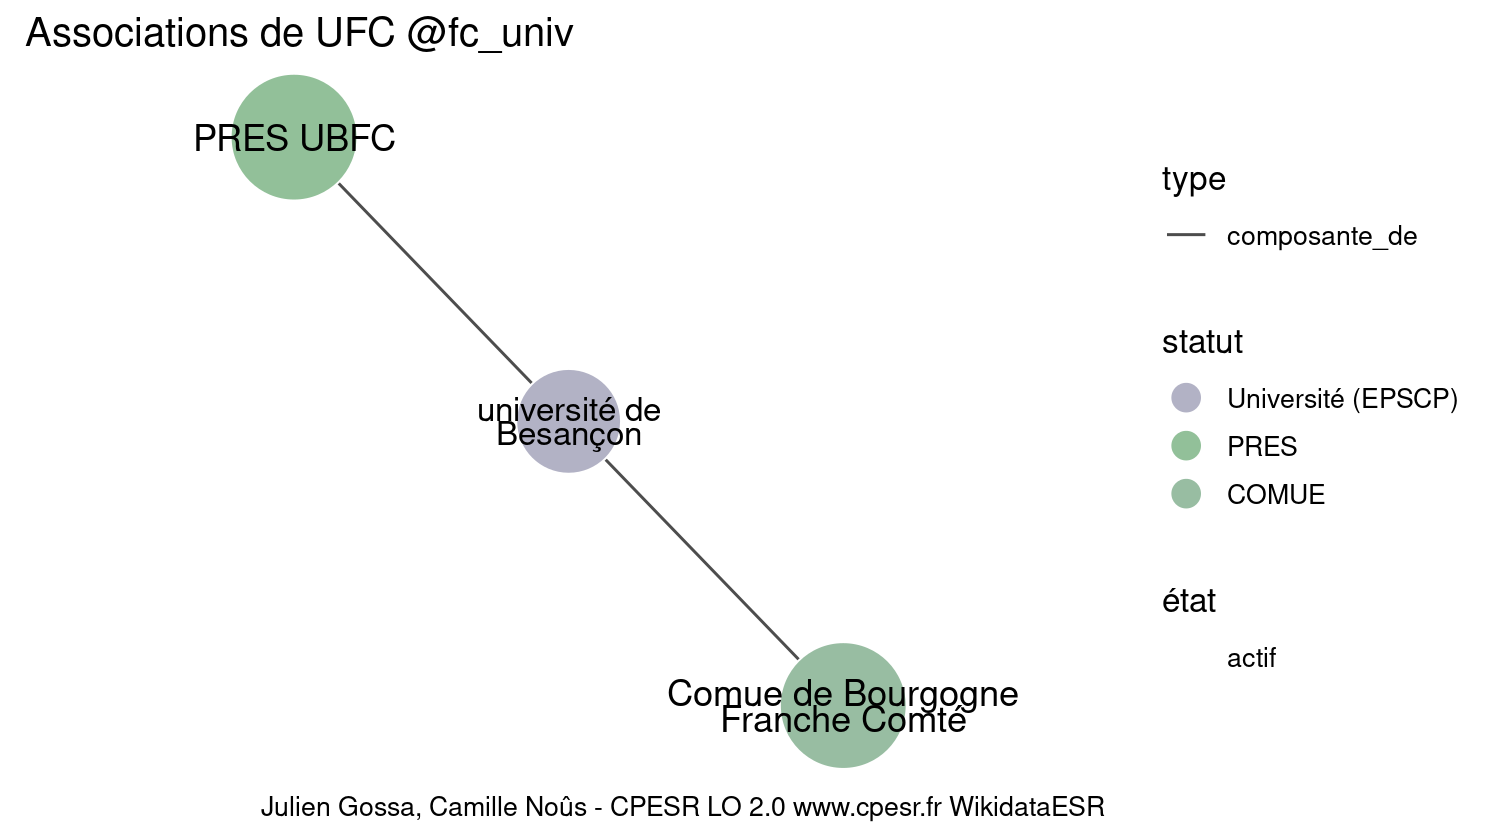 Associations de UFC @fc_univ
PRES UBFC
université de
Besançon
Comue de Bourgogne
Franche Comté
type
composante_de
statut
Université (EPSCP)
PRES
COMUE
état
actif
Julien Gossa, Camille Noûs - CPESR LO 2.0 www.cpesr.fr WikidataESR